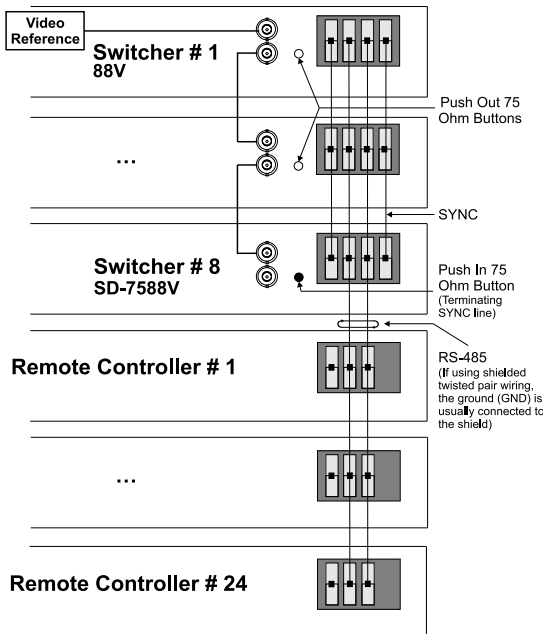 Video
Reference
Switcher # 1
88V
Push Out 75
Ohm Buttons
...
SYNC
Switcher # 8
SD-7588V
Push In 75
Ohm Button
(Terminating
SYNC line)
RS-485
(If using shielded
twisted pair wiring,
the ground (GND) is
usually connected to
the shield)
Remote Controller # 1
...
Remote Controller # 24